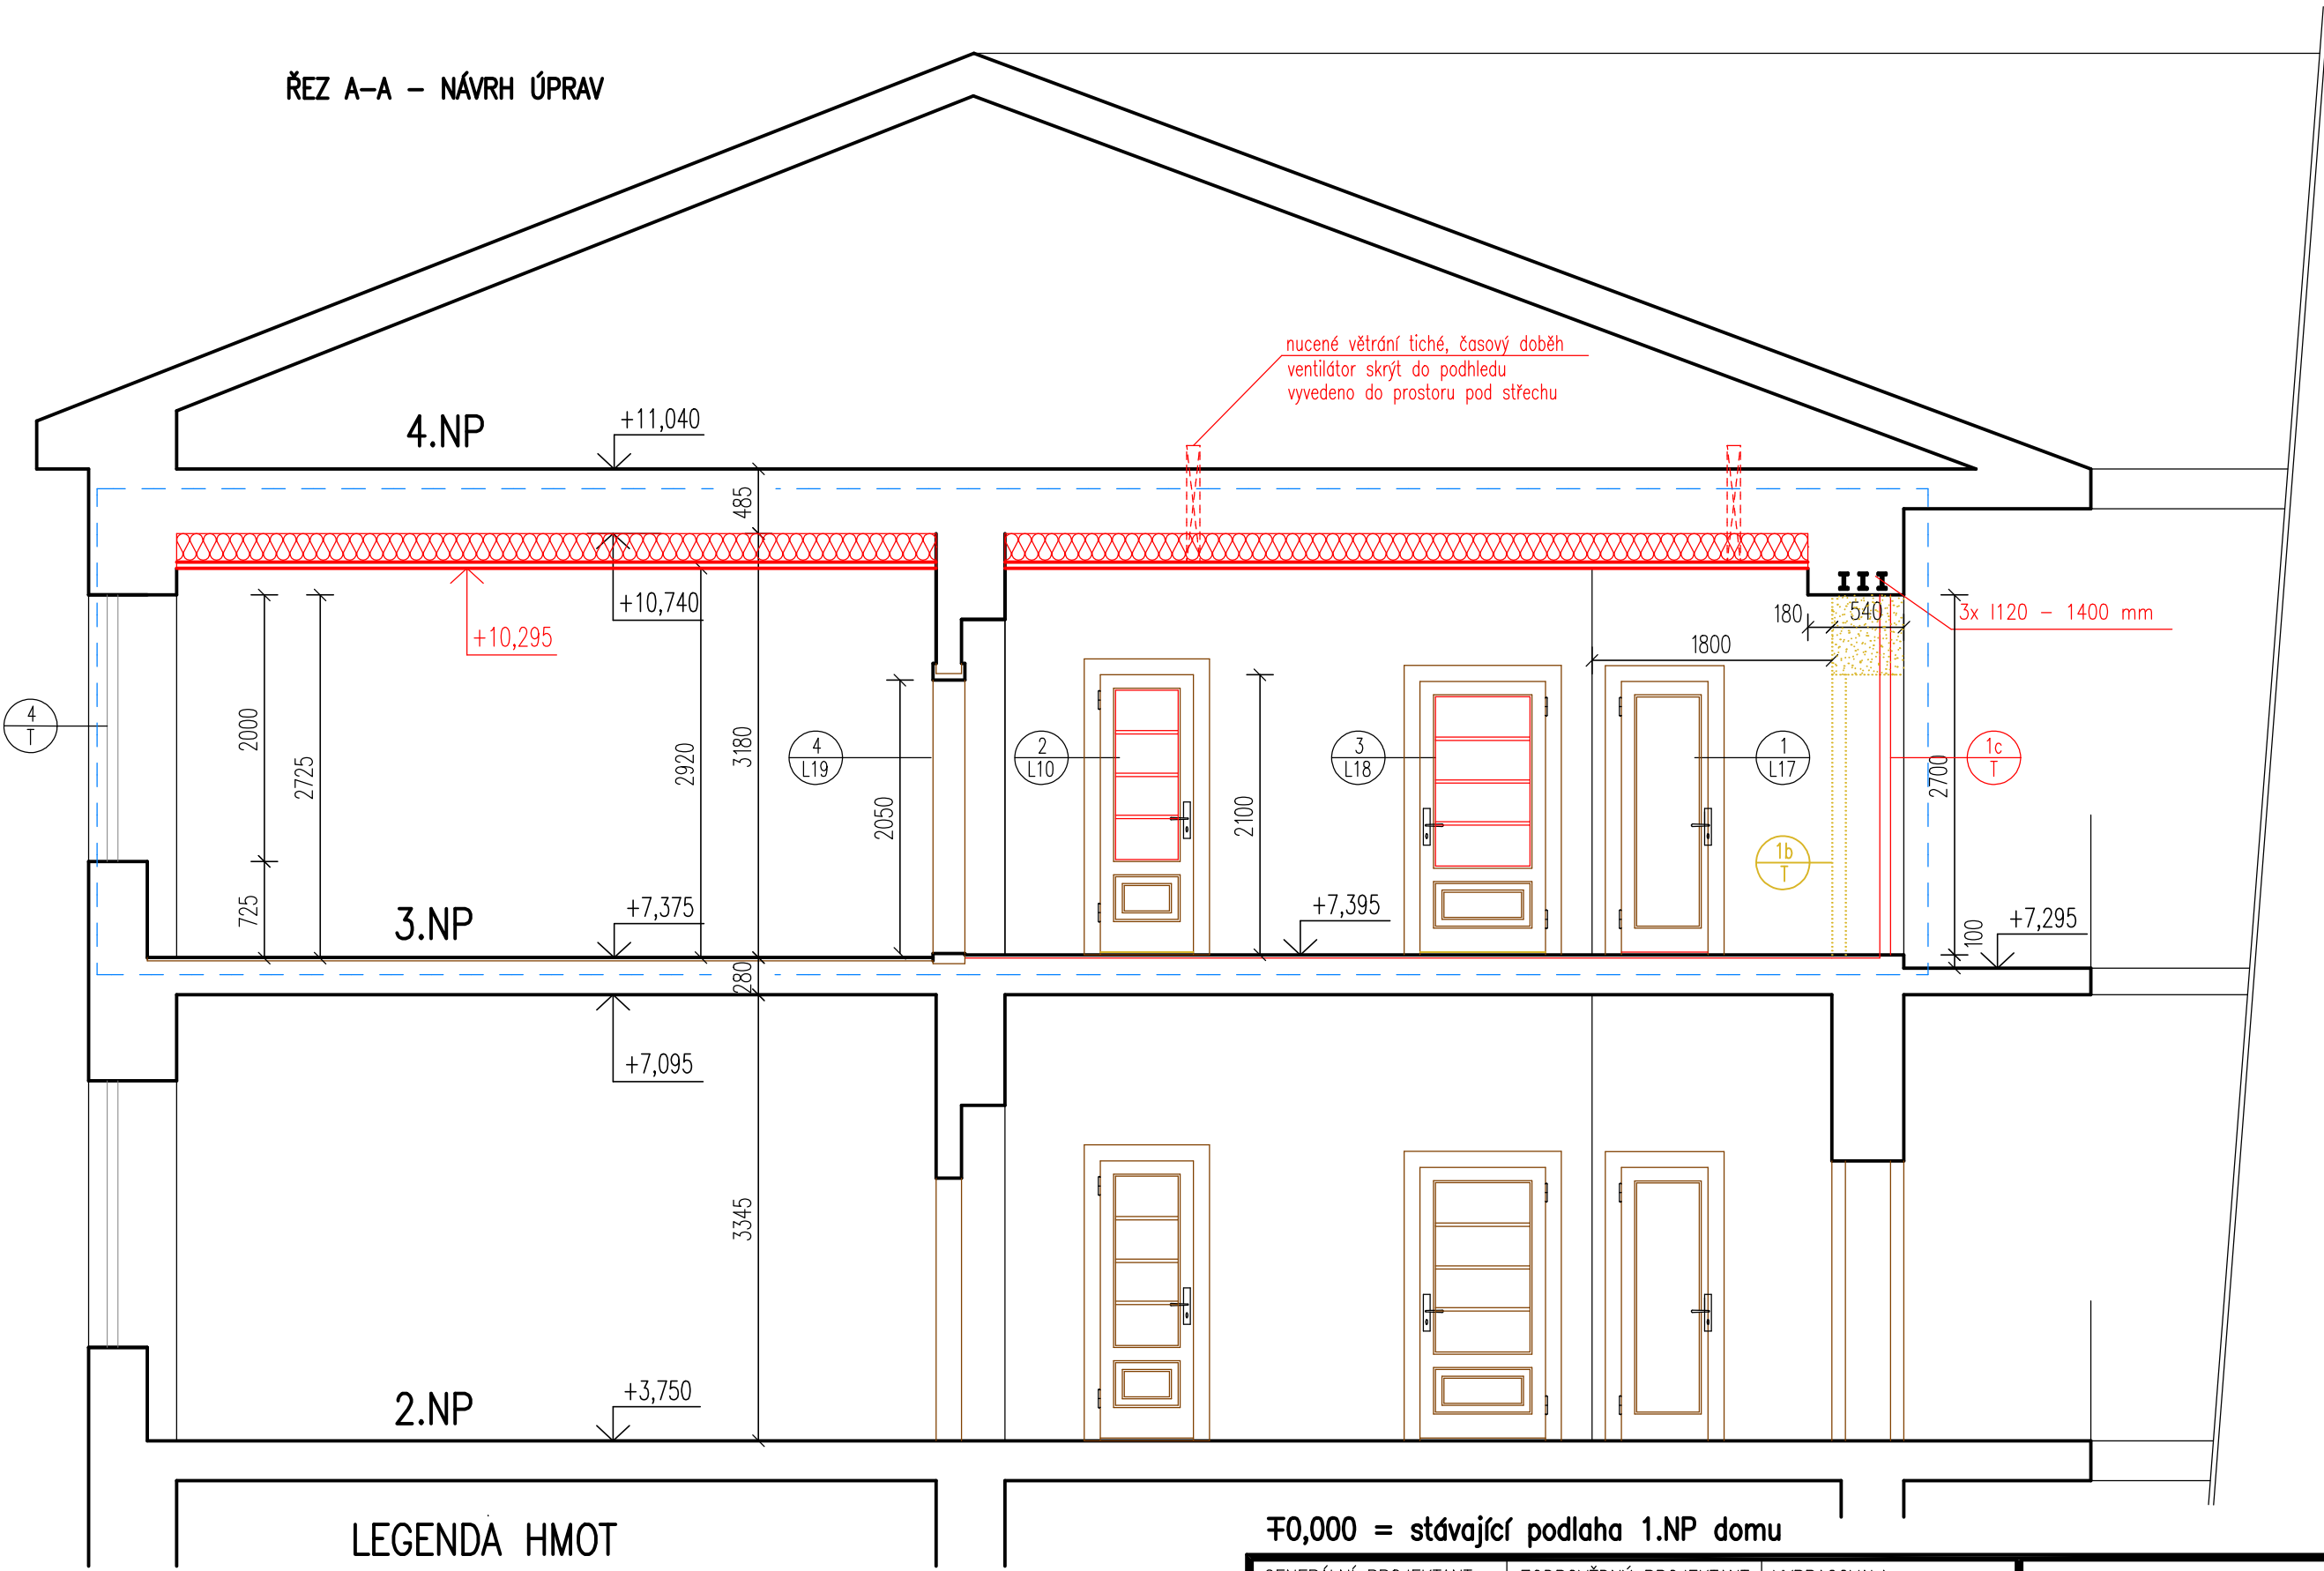 ŘEZ A-A - NÁVRH ÚPRAV
nucené větrání tiché, časový doběh
ventilátor skrýt do podhledu
vyvedeno do prostoru pod střechu
4.NP
+11,040
485
+10,740
+10,295
180
540
3x I120 - 1400 mm
1800
4
T
2000
2725
2920
3180
4
L19
2050
2
L10
2100
3
L18
1
L17
2700
1c
T
1b
T
725
3.NP
+7,375
+7,395
100
+7,295
280
+7,095
3345
2.NP
+3,750
LEGENDA HMOT
∓0,000 = stávající podlaha 1.NP domu